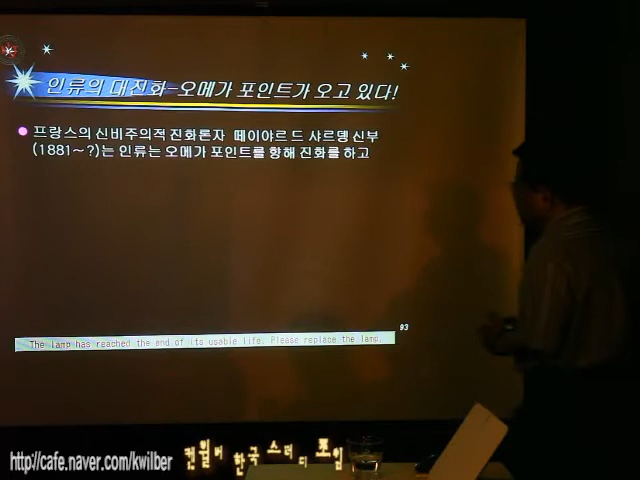 인류의 대진화-오메가 포인트가 오고 있다!
프랑스의 신비주의적 진화론자 떼이야르 드 샤르뎅 신부
(1881~?)는 인류는 오메가 포인트를 향해 진화를 하고
93
The lamp has reached the end of its usable life. Please replace the lamp.
켄윌버 한국스터디 모임
http://cafe.naver.com/kwilber